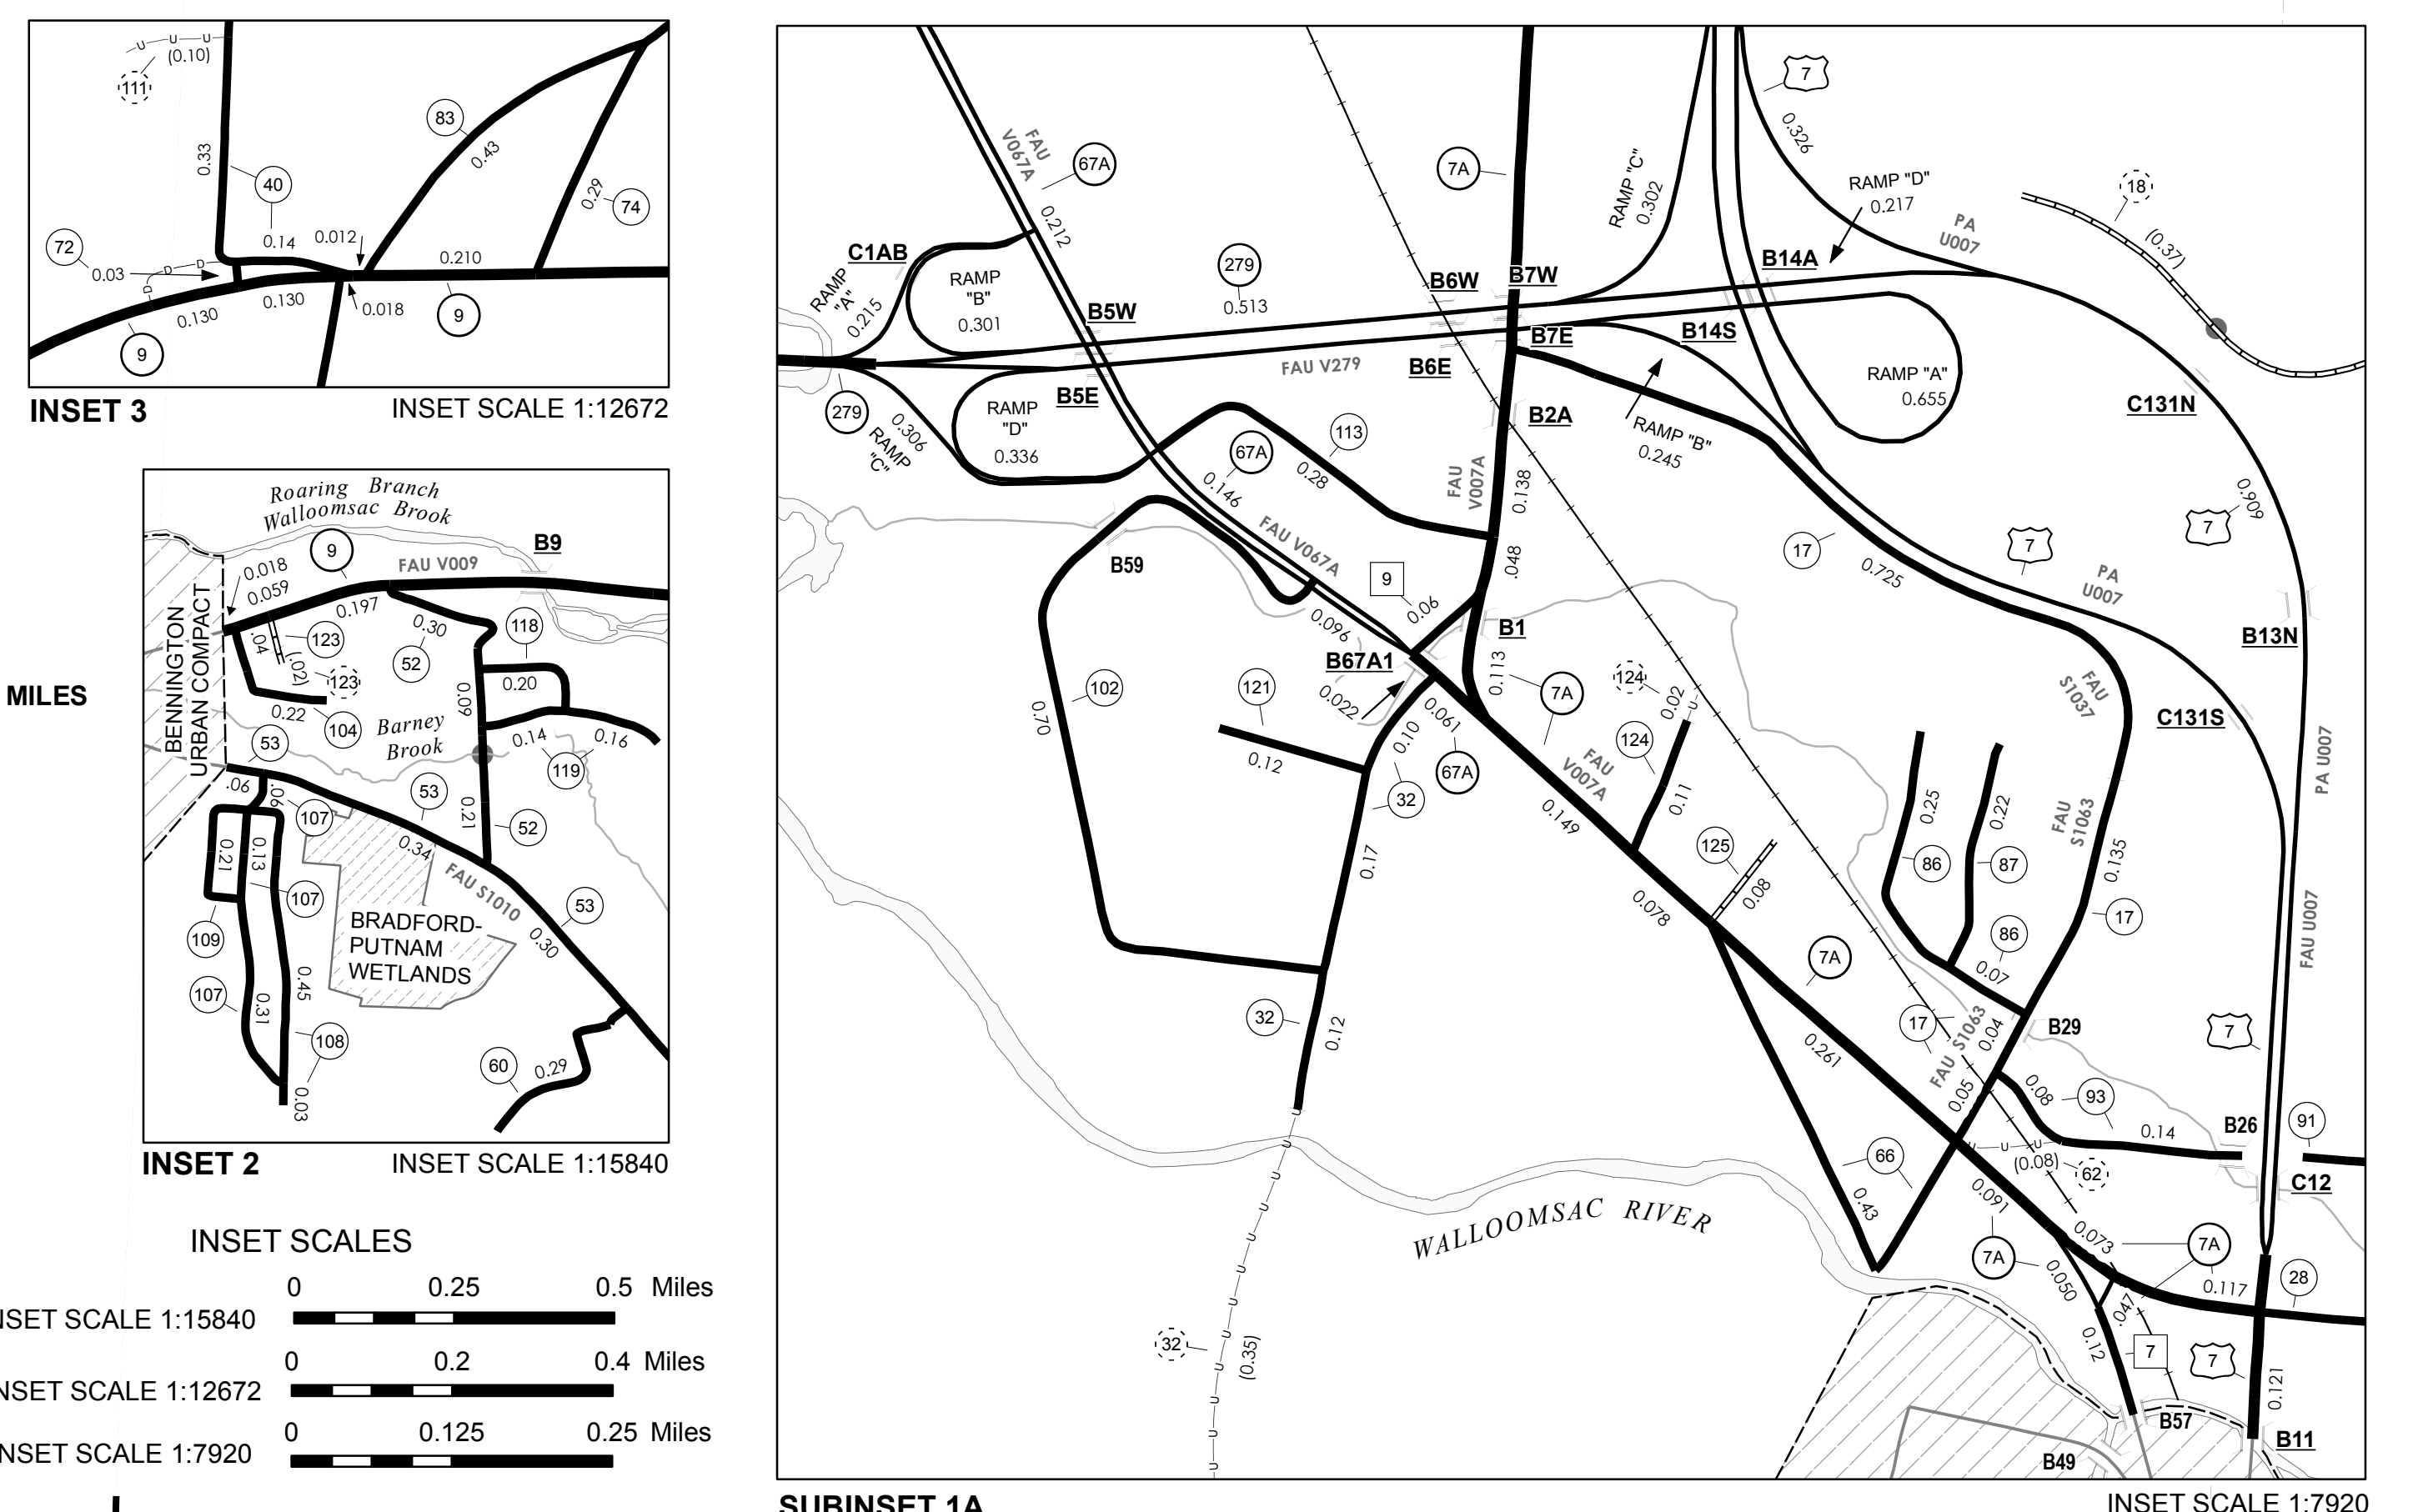 (0.10)
111
0.33
83
0.43
40
0.29
74
72
0.14
0.012
0.210
0.03
D D
D
0.130
0.130
0.018
9
9
INSET 3
INSET SCALE 1:12672
Roaring Branch
Walloomsac Brook
B9
9
FAU V009
0.018
0.059
0.197
BENNINGTON
URBAN COMPACT
.04
123
(.02)
123
0.30
52
118
0.20
0.09
0.22
104
Barney
Brook
0.14
0.16
119
53
.06
.06
107
53
0.21
52
0.34
FAU S1010
0.21
0.13
107
109
BRADFORD-
PUTNAM
WETLANDS
53
0.30
107
0.31
0.45
108
0.03
60
0.29
MILES
INSET 2
INSET SCALE 1:15840
INSET SCALES
0 0.25 0.5 Miles
NSET SCALE 1:15840
0 0.2 0.4 Miles
NSET SCALE 1:12672
0 0.125 0.25 Miles
NSET SCALE 1:7920
FAU
V067A
67A
0.212
7A
RAMP "C"
0.302
7
0.326
RAMP "D"
0.217
PA
U007
18
(0.37)
C1AB
RAMP
"A"
0.215
RAMP
"B"
0.301
B5W
279
0.513
B6W
B7W
B14A
B14S
B7E
B6E
FAU V279
B5E
279
0.306
RAMP
"C"
RAMP
"D"
0.336
67A
0.146
113
0.28
B2A
FAU
V007A
0.138
RAMP "B"
0.245
RAMP "A"
0.655
C131N
0.909
7
7
17
0.725
PA
U007
B59
FAU V067A
9
0.06
.048
0.096
B1
B67A1
0.022
0.113
7A
B13N
FAU
S1037
C131S
PA U007
102
0.70
121
0.12
0.10
0.061
67A
32
124
0.02
124
0.11
FAU
V007A
0.149
125
0.08
0.17
0.078
0.25
86
0.22
87
FAU
S1063
0.135
17
86
0.07
FAU U007
7A
32
0.12
0.261
17
FAU S1063
0.04
0.05
B29
7
0.08
93
0.14
B26
91
(0.08)
62
C12
66
0.43
0.091
0.073
7A
7A
0.050
.047
0.117
28
WALLOOMSAC RIVER
32
(0.35)
0.12
7
7
0.121
B57
B11
B49
SUBINSET 1A
INSET SCALE 1:7920